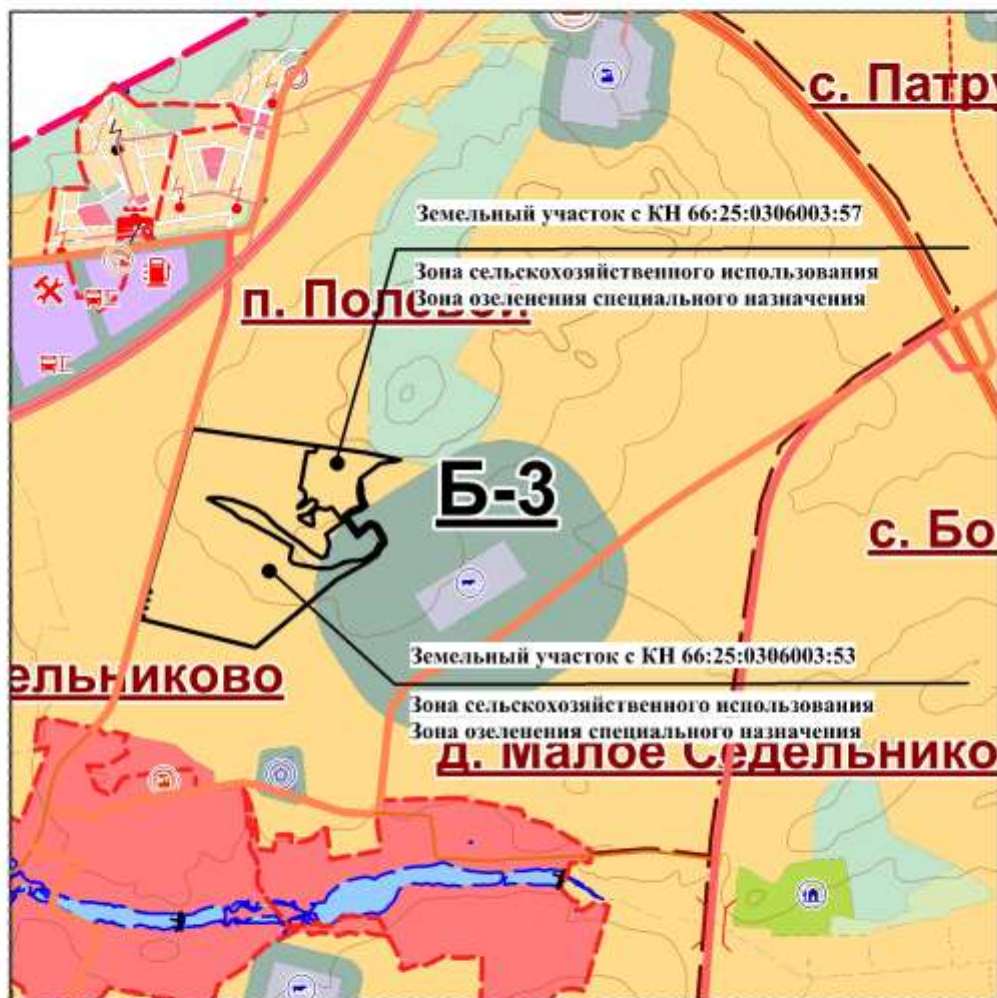 с. Патру
Земельный участок с КН 66:25:0306003:57
Зона сельскохозяйственного использования
Зона озеленения специального назначения
п. Полевой
Б-3
с. Бо
Земельный участок с КН 66:25:0306003:53
ельниково
Зона сельскохозяйственного использования
Зона озеленения специального назначения
д. Малое Седельнико